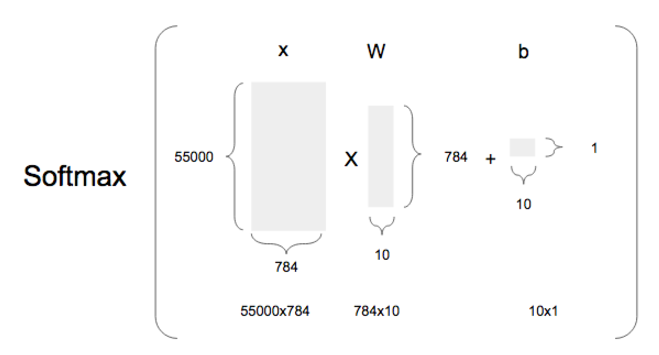 x W b
55000 X 784 + 1
Softmax
10
10
784
55000x784 784x10 10x1